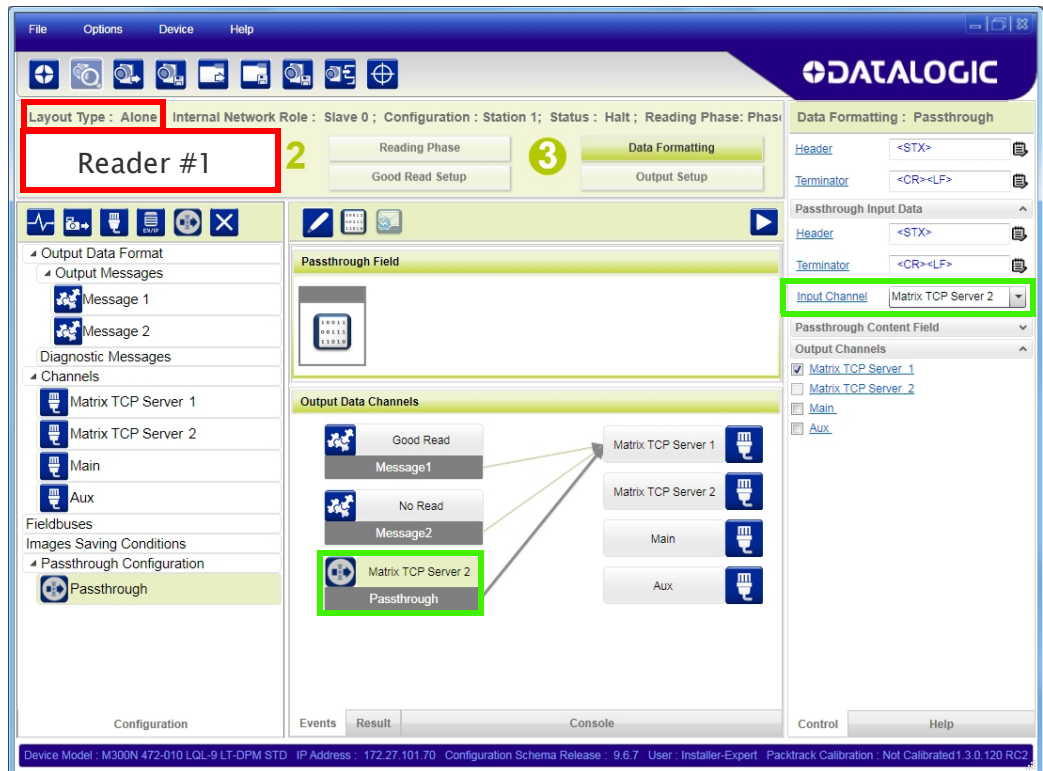 File Options Device Help
DATALOGIC
Layout Type : Alone Internal Network Role : Slave 0 ; Configuration : Station 1; Status : Halt ; Reading Phase: Phas
Reader #1
2
Reading Phase
Good Read Setup
3
Data Formatting
Output Setup
Output Data Format
Output Messages
Message 1
Message 2
Diagnostic Messages
Channels
Matrix TCP Server 1
Matrix TCP Server 2
Main
Aux
Fieldbuses
Images Saving Conditions
Passthrough Configuration
Passthrough
Configuration
Passthrough Field
10011
00111
11010
Output Data Channels
Good Read
Message1
No Read
Message2
Matrix TCP Server 2
Passthrough
Matrix TCP Server 1
Matrix TCP Server 2
Main
Aux
Events Result Console
Data Formatting : Passthrough
Header <STX>
Terminator <CR><LF>
Passthrough Input Data
Header <STX>
Terminator <CR><LF>
Input Channel Matrix TCP Server 2
Passthrough Content Field
Output Channels
Matrix TCP Server 1
Matrix TCP Server 2
Main
Aux
Control Help
Device Model : M300N 472-010 LQL-9 LT-DPM STD IP Address : 172.27.101.70 Configuration Schema Release : 9.6.7 User : Installer-Expert Packtrack Calibration : Not Calibrated1.3.0.120 RC2